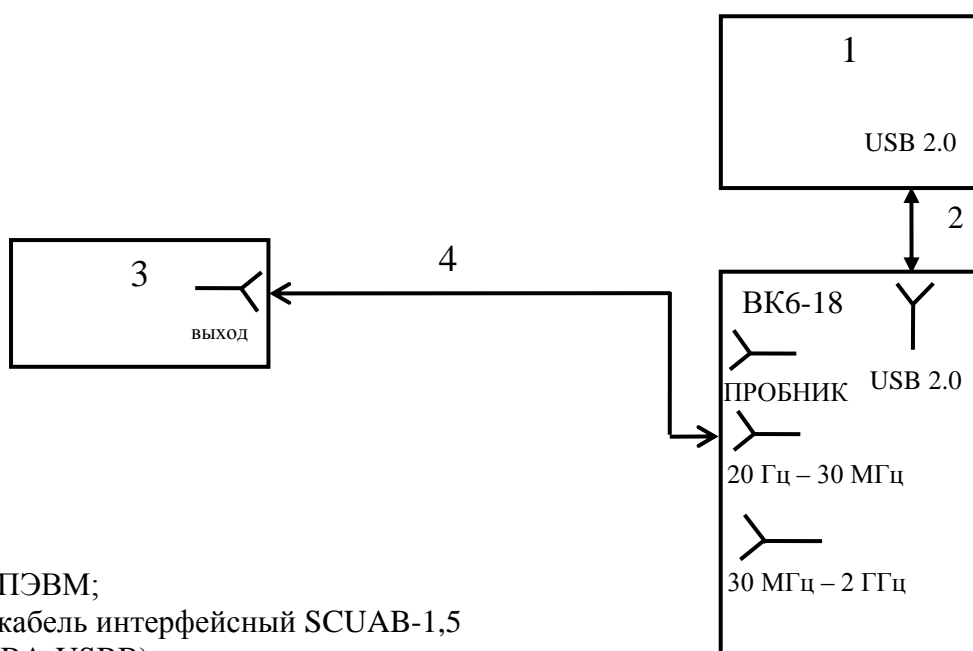 1
USB 2.0
2
3
выход
4
ВК6-18
ПРОБНИК
USB 2.0
20 Гц – 30 МГц
30 МГц – 2 ГГц
ПЭВМ;
кабель интерфейсный SCUAB-1,5